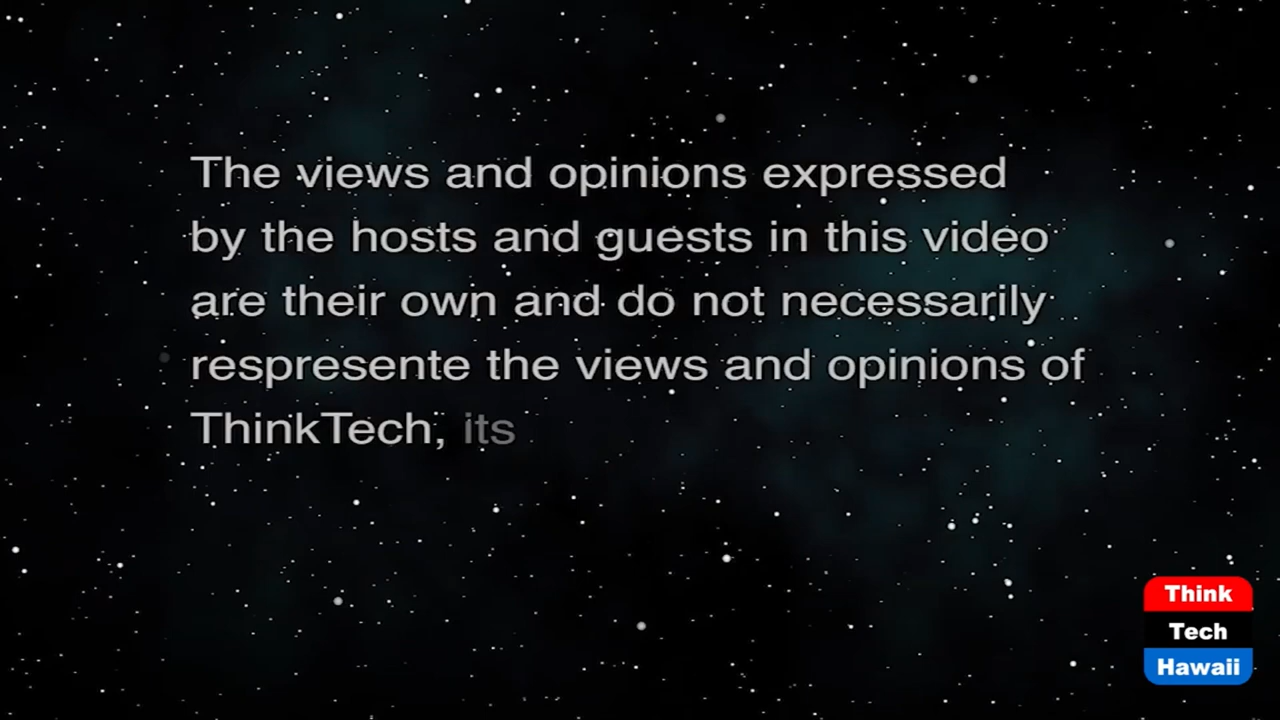 The views and opinions expressed
by the hosts and guests in this video
are their own and do not necessarily
respresente the views and opinions of
ThinkTech, its
Think
Tech
Hawaii